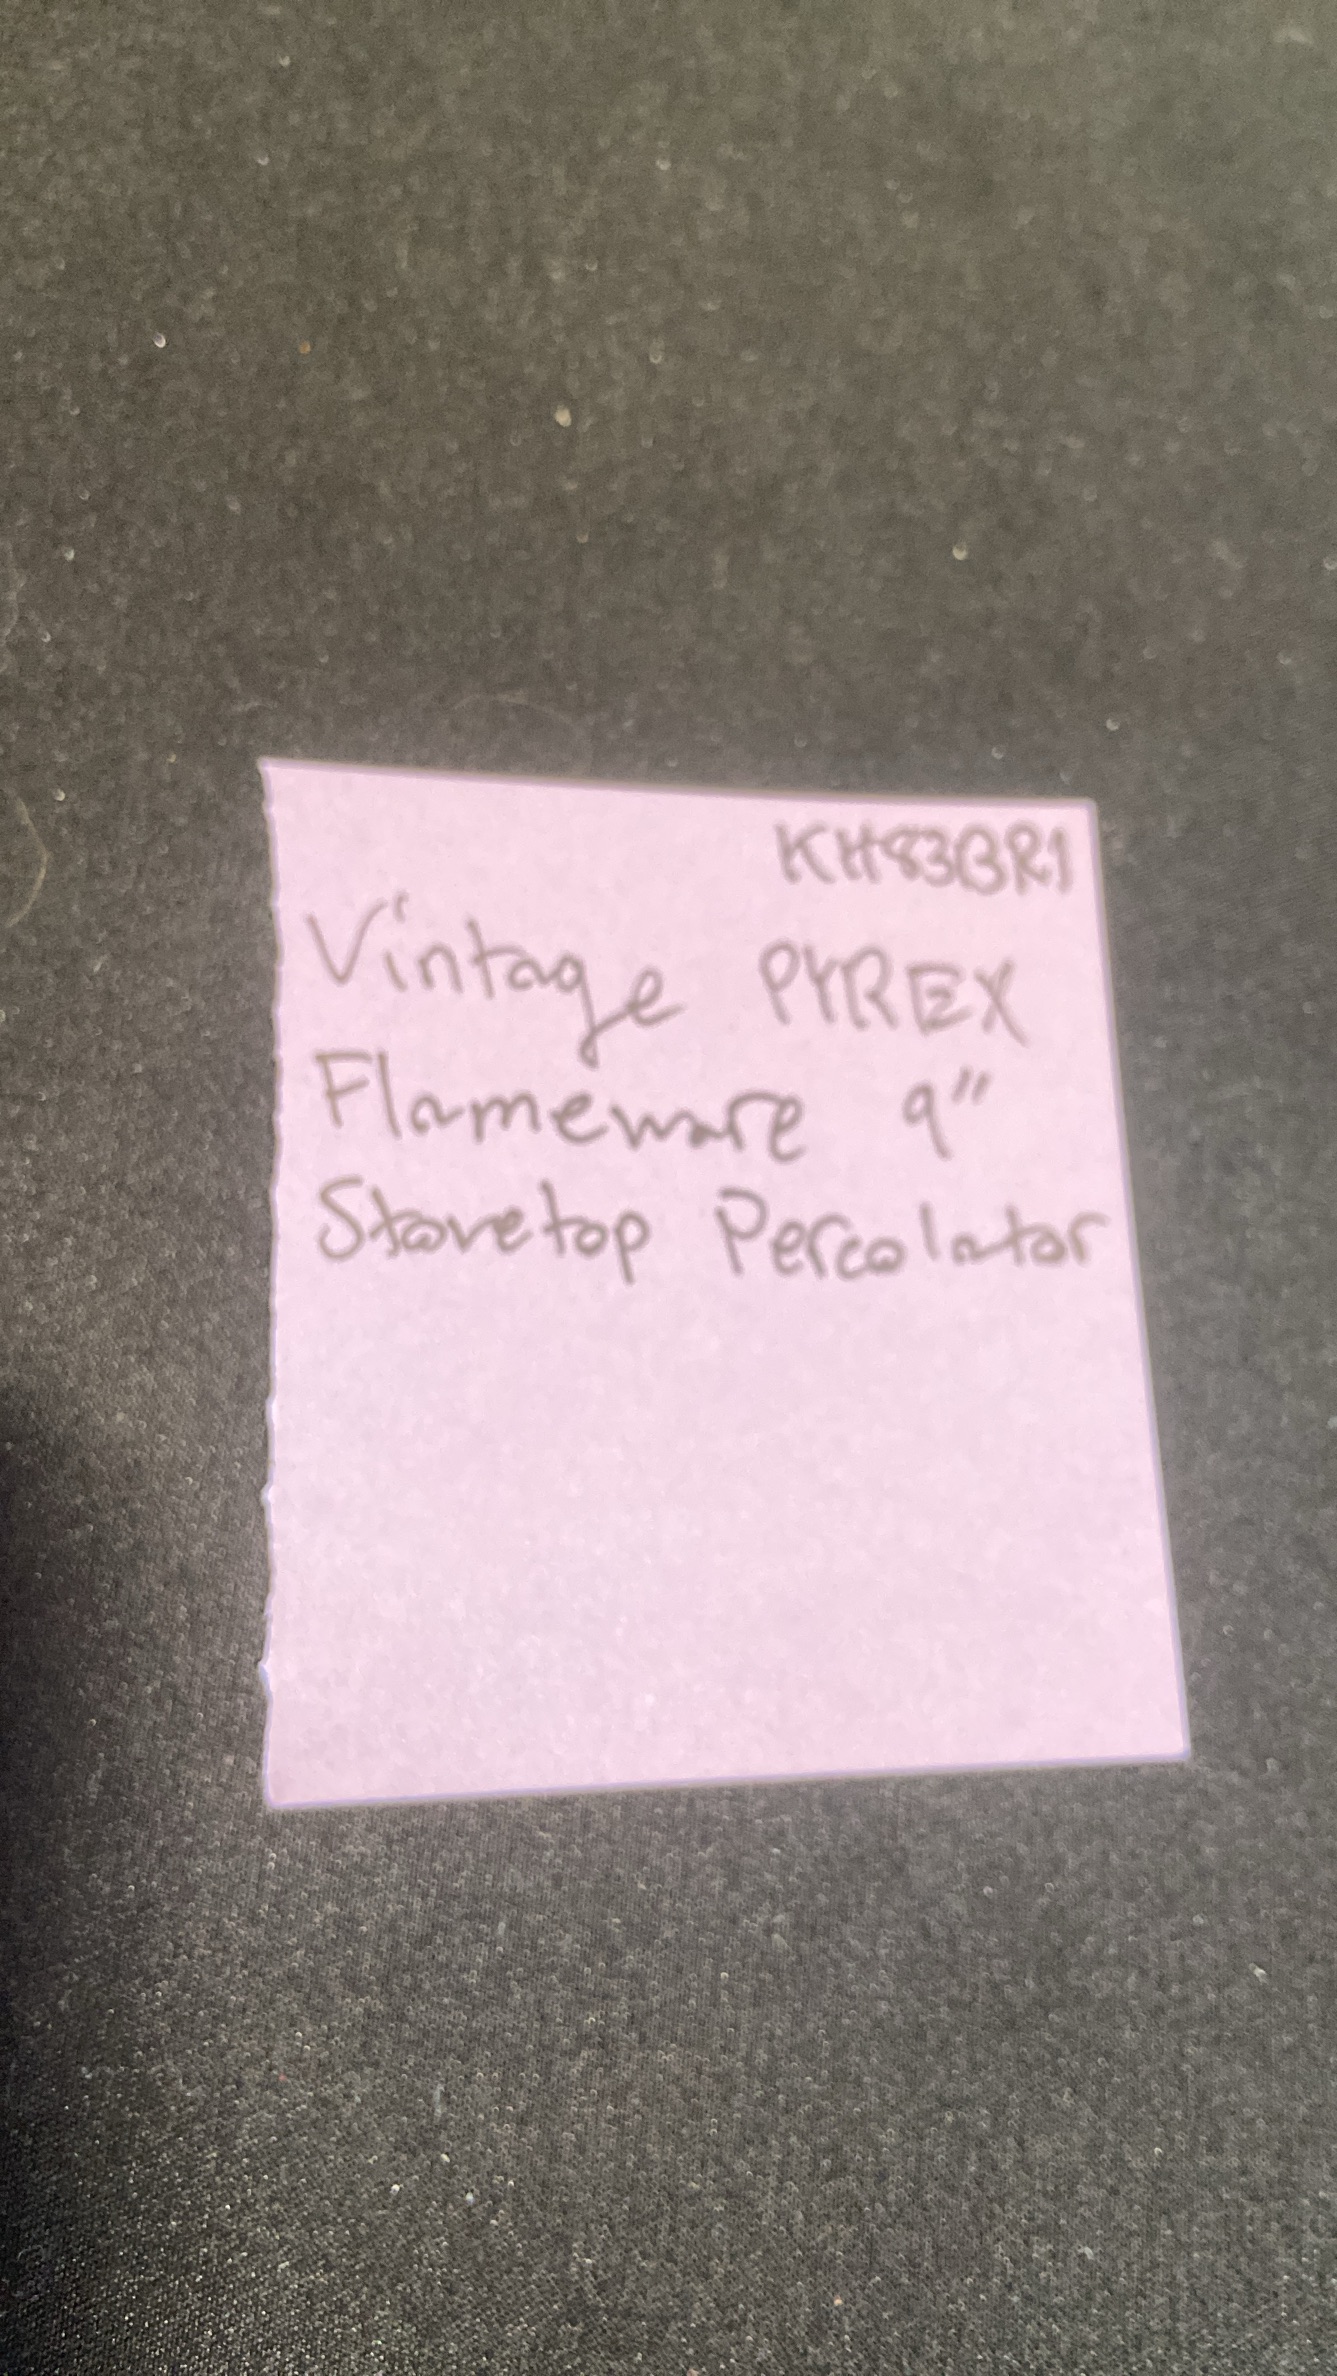 KH83BR1
Vintage PYREX
Flameware 9"
Stovetop Percolator